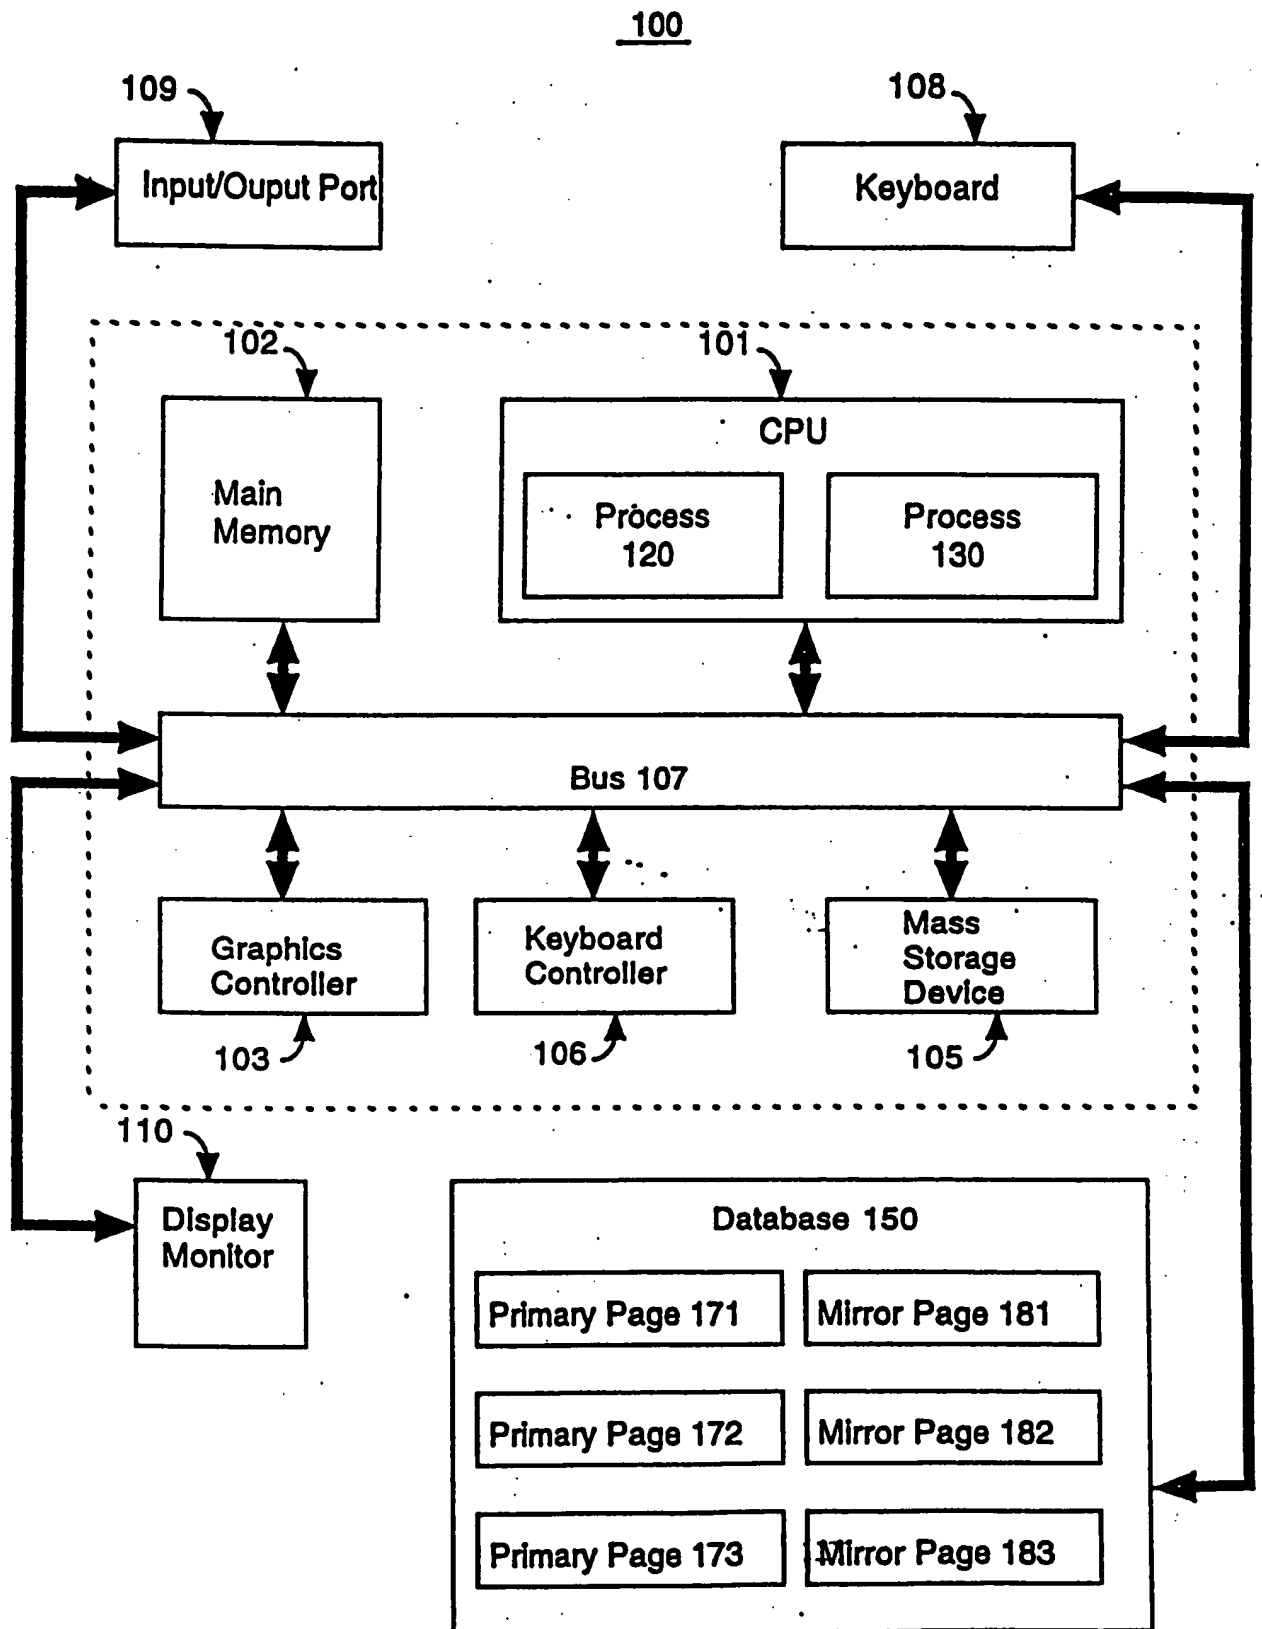 100
109
108
Input/Ouput Port
Keyboard
102
101
CPU
Main
Memory
Process
120
Process
130
Bus 107
Graphics
Controller
Keyboard
Controller
Mass
Storage
Device
103
106
105
110
Display
Monitor
Database 150
Primary Page 171
Mirror Page 181
Primary Page 172
Mirror Page 182
Primary Page 173
Mirror Page 183